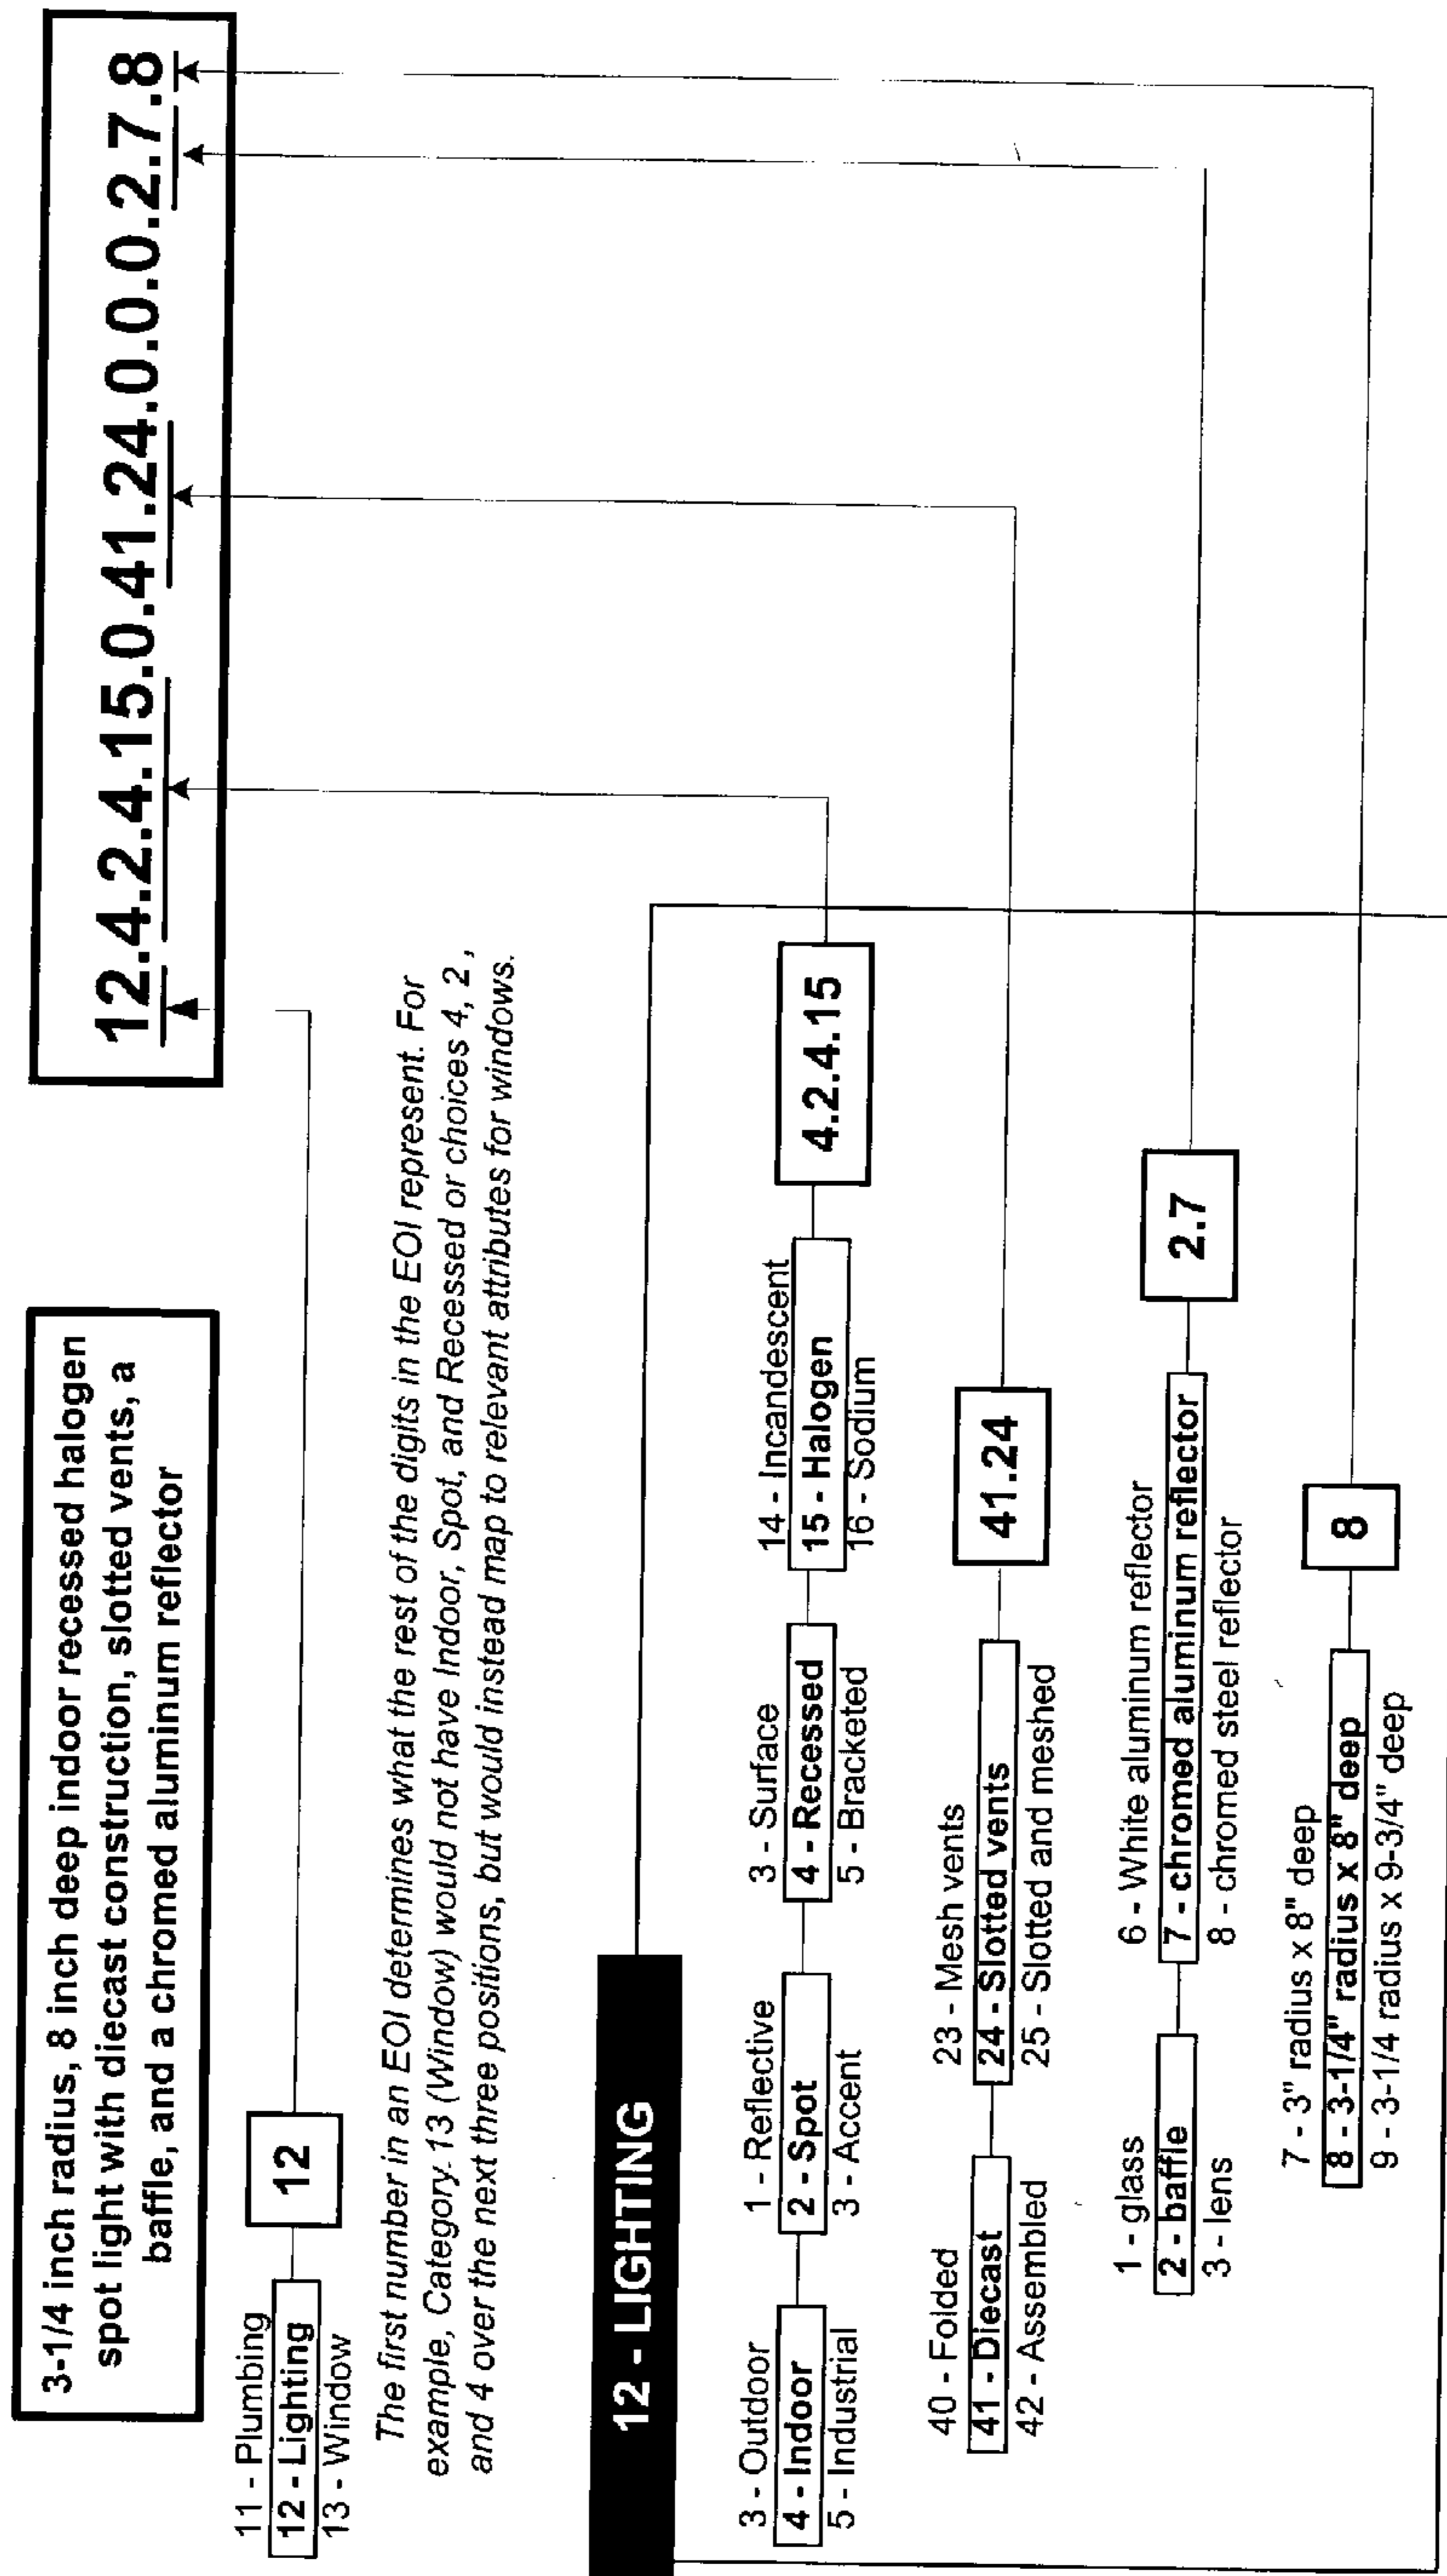 3-1/4 inch radius, 8 inch deep indoor recessed halogen
spot light with diecast construction, slotted vents, a
baffle, and a chromed aluminum reflector
12.4.2.4.15.0.41.24.0.0.0.2.7.8
11 - Plumbing
12 - Lighting
13 - Window
12
The first number in an EOI determines what the rest of the digits in the EOI represent. For
example, Category 13 (Window) would not have Indoor, Spot, and Recessed or choices 4, 2 ,
and 4 over the next three positions, but would instead map to relevant attributes for windows.
12 - LIGHTING
3 - Outdoor
4 - Indoor
5 - Industrial
1 - Reflective
2 - Spot
3 - Accent
3 - Surface
4 - Recessed
5 - Bracketed
14 - Incandescent
15 - Halogen
16 - Sodium
4.2.4.15
40 - Folded
41 - Diecast
42 - Assembled
23 - Mesh vents
24 - Slotted vents
25 - Slotted and meshed
41.24
1 - glass
2 - baffle
3 - lens
6 - White aluminum reflector
7 - chromed aluminum reflector
8 - chromed steel reflector
2.7
7 - 3" radius x 8" deep
8 - 3-1/4" radius x 8" deep
9 - 3-1/4 radius x 9-3/4" deep
8